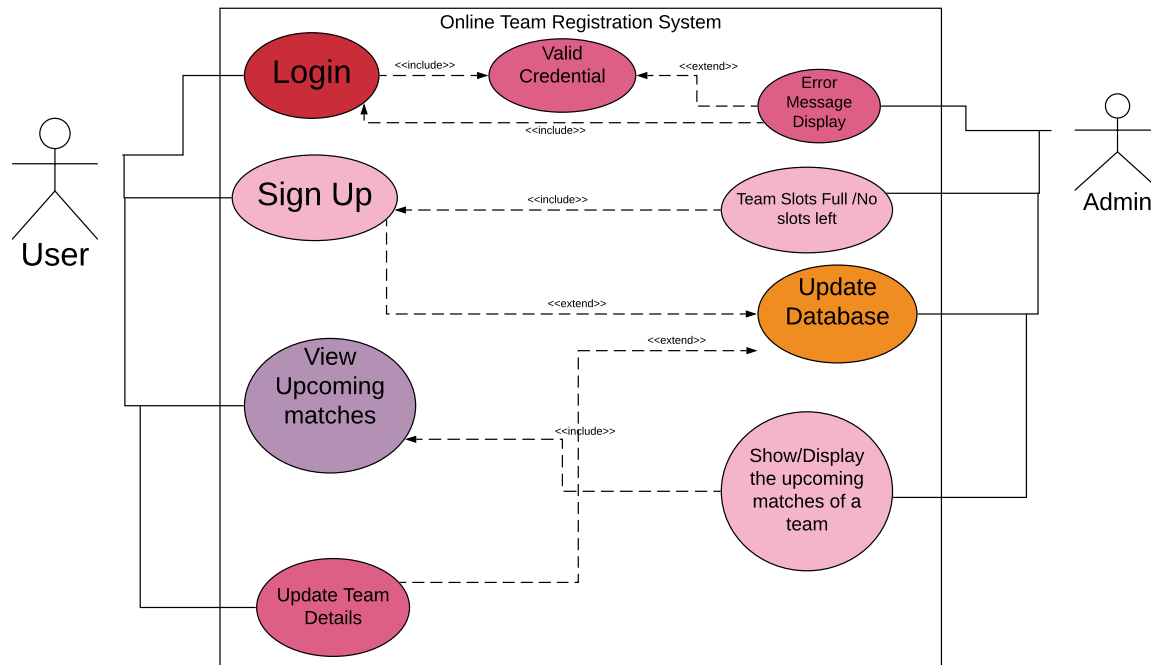 Online Team Registration System
Login
<<include>>
Valid
Credential
<<extend>>
Error
Message
Display
<<include>>
User
Sign Up
<<include>>
Team Slots Full /No
slots left
Admin
<<extend>>
Update
Database
<<extend>>
View
Upcoming
matches
<<include>>
Show/Display
the upcoming
matches of a
team
Update Team
Details